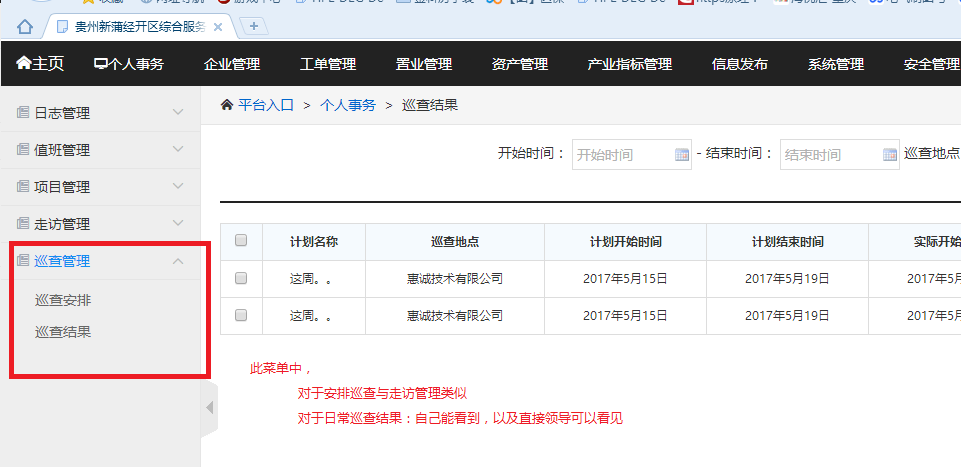 贵州新蒲经开区综合服务
主页 个人事务 企业管理 工单管理 置业管理 资产管理 产业指标管理 信息发布 系统管理 安全管理
日志管理
值班管理
项目管理
走访管理
巡查管理
巡查安排
巡查结果
平台入口 > 个人事务 > 巡查结果
开始时间： 开始时间 - 结束时间： 结束时间 巡查地点
计划名称 巡查地点 计划开始时间 计划结束时间 实际开始
这周。。 惠诚技术有限公司 2017年5月15日 2017年5月19日 2017年5
这周。。 惠诚技术有限公司 2017年5月15日 2017年5月19日 2017年5
此菜单中，
对于安排巡查与走访管理类似
对于日常巡查结果：自己能看到，以及直接领导可以看见